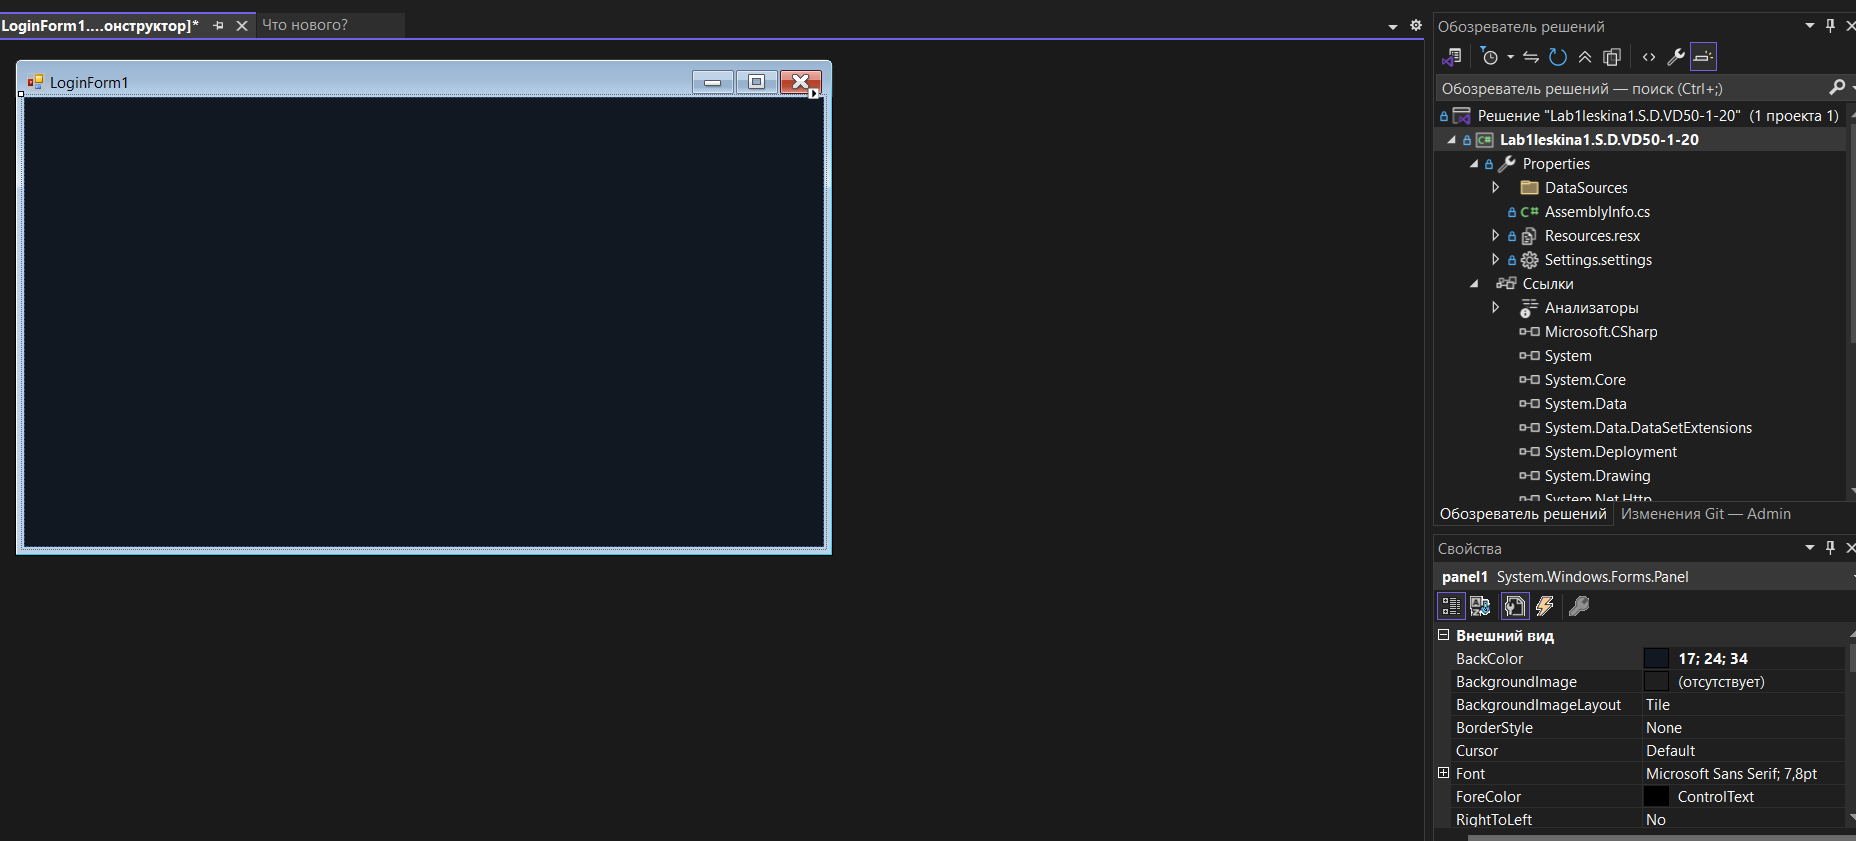 LoginForm1....онструктор]*
Что нового?
LoginForm1
Обозреватель решений
Обозреватель решений — поиск (Ctrl+;)
Решение "Lab1leskina1.S.D.VD50-1-20" (1 проекта 1)
C# Lab1leskina1.S.D.VD50-1-20
Properties
DataSources
C# AssemblyInfo.cs
Resources.resx
Settings.settings
Ссылки
Анализаторы
Microsoft.CSharp
System
System.Core
System.Data
System.Data.DataSetExtensions
System.Deployment
System.Drawing
System.Net.Http
Обозреватель решений
Изменения Git — Admin
Свойства
panel1 System.Windows.Forms.Panel
Внешний вид
BackColor 17; 24; 34
BackgroundImage (отсутствует)
BackgroundImageLayout Tile
BorderStyle None
Cursor Default
Font Microsoft Sans Serif; 7,8pt
ForeColor ControlText
RightToLeft No